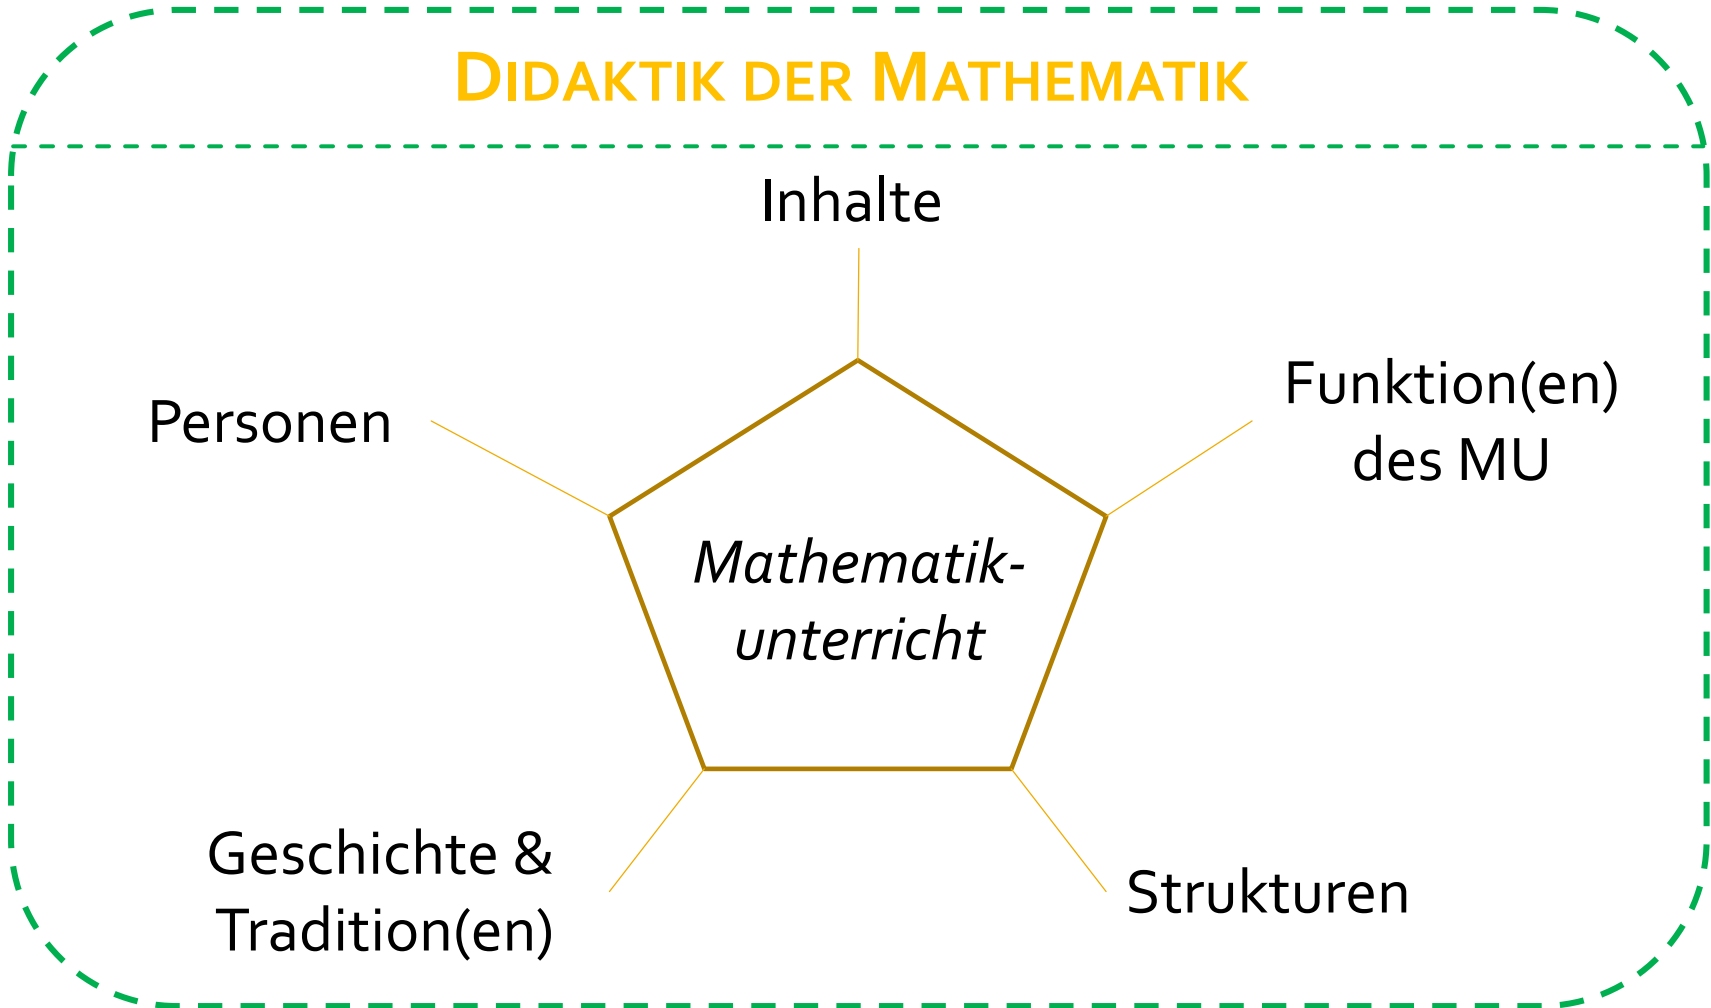 DIDAKTIK DER MATHEMATIK
Inhalte
Personen
Funktion(en)
des MU
Mathematik-
unterricht
Geschichte &
Tradition(en)
Strukturen